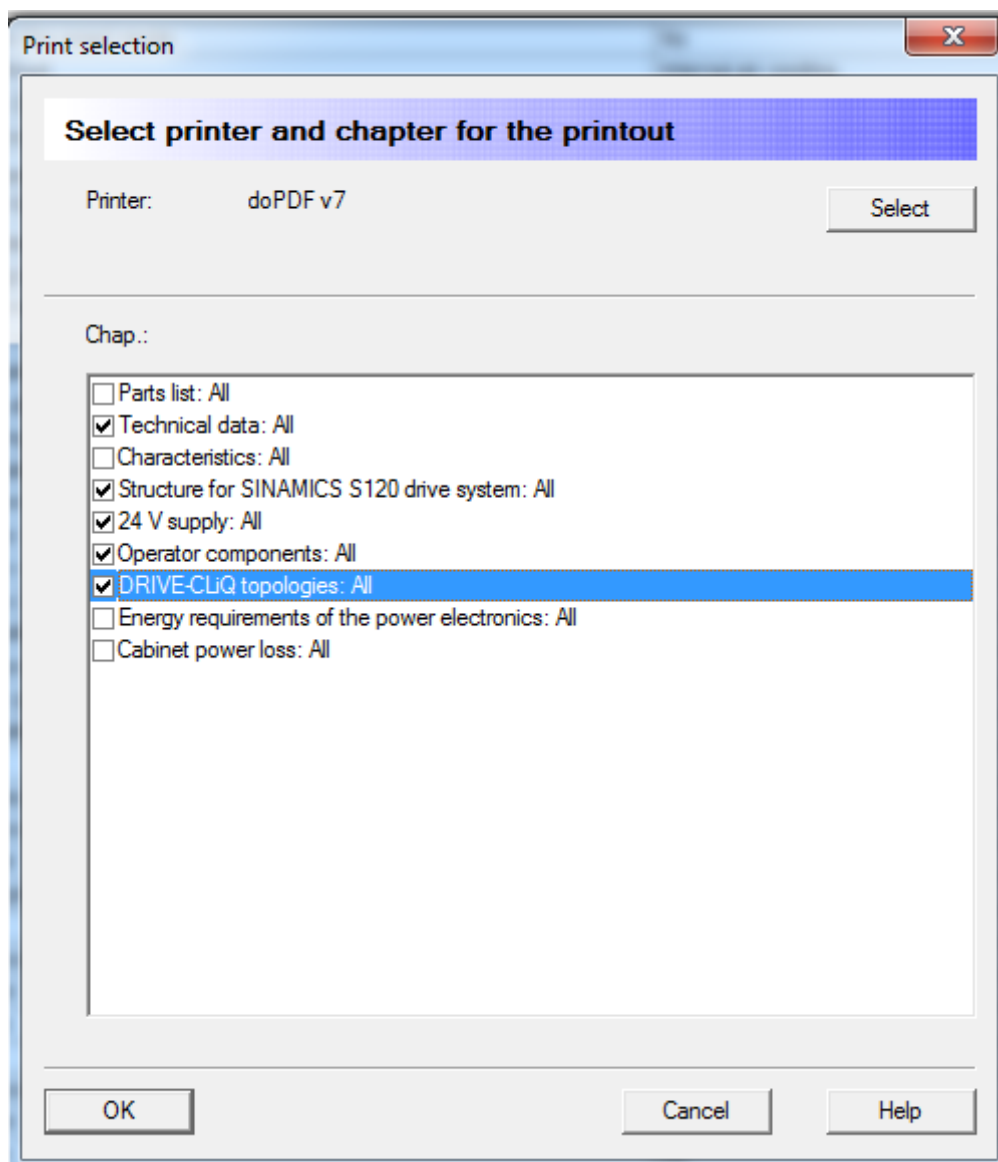 Print selection
Select printer and chapter for the printout
Printer: doPDF v7 Select
Chap.:
Parts list: All
Technical data: All
Characteristics: All
Structure for SINAMICS S120 drive system: All
24 V supply: All
Operator components: All
DRIVE-CLiQ topologies: All
Energy requirements of the power electronics: All
Cabinet power loss: All
OK Cancel Help